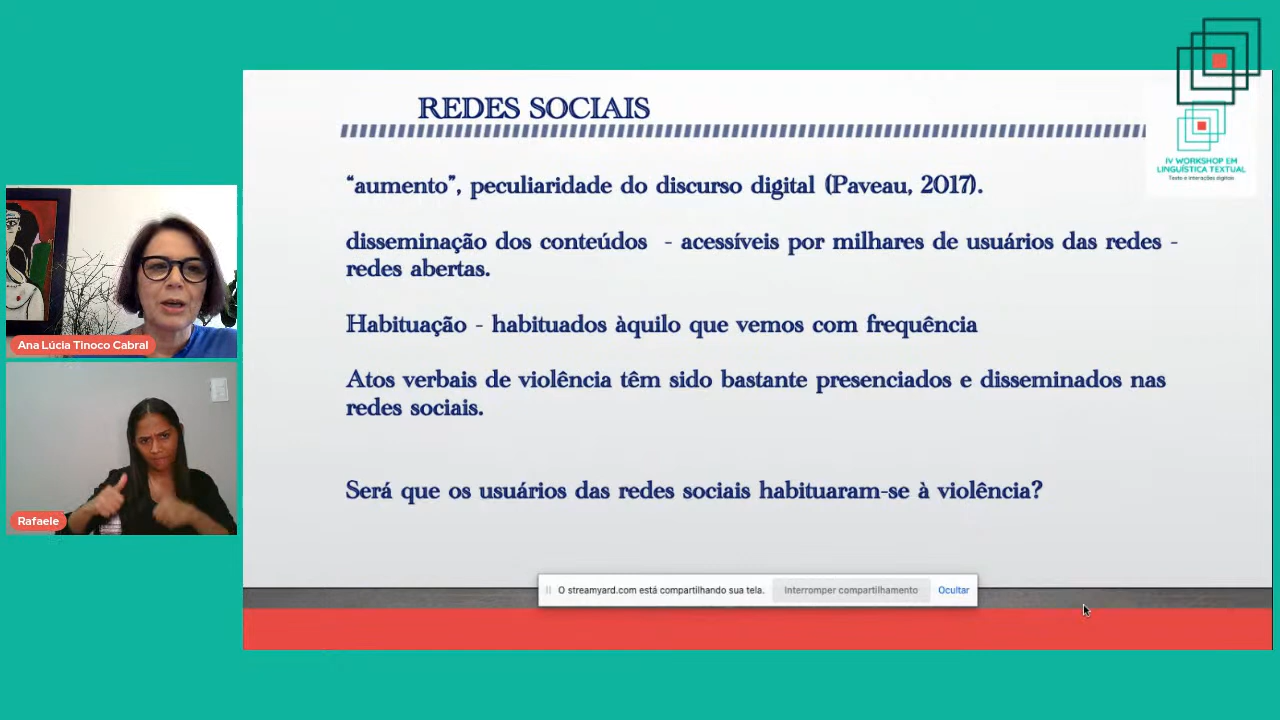 REDES SOCIAIS
“aumento”, peculiaridade do discurso digital (Paveau, 2017).
disseminação dos conteúdos - acessíveis por milhares de usuários das redes -
redes abertas.
Habituação - habituados àquilo que vemos com frequência
Atos verbais de violência têm sido bastante presenciados e disseminados nas
redes sociais.
Será que os usuários das redes sociais habituaram-se à violência?
IV WORKSHOP EM
LINGUÍSTICA TEXTUAL
Texto e interações digitais
Ana Lúcia TInoco Cabral
Rafaele
O streamyard.com está compartilhando sua tela.
Interromper compartilhamento
Ocultar